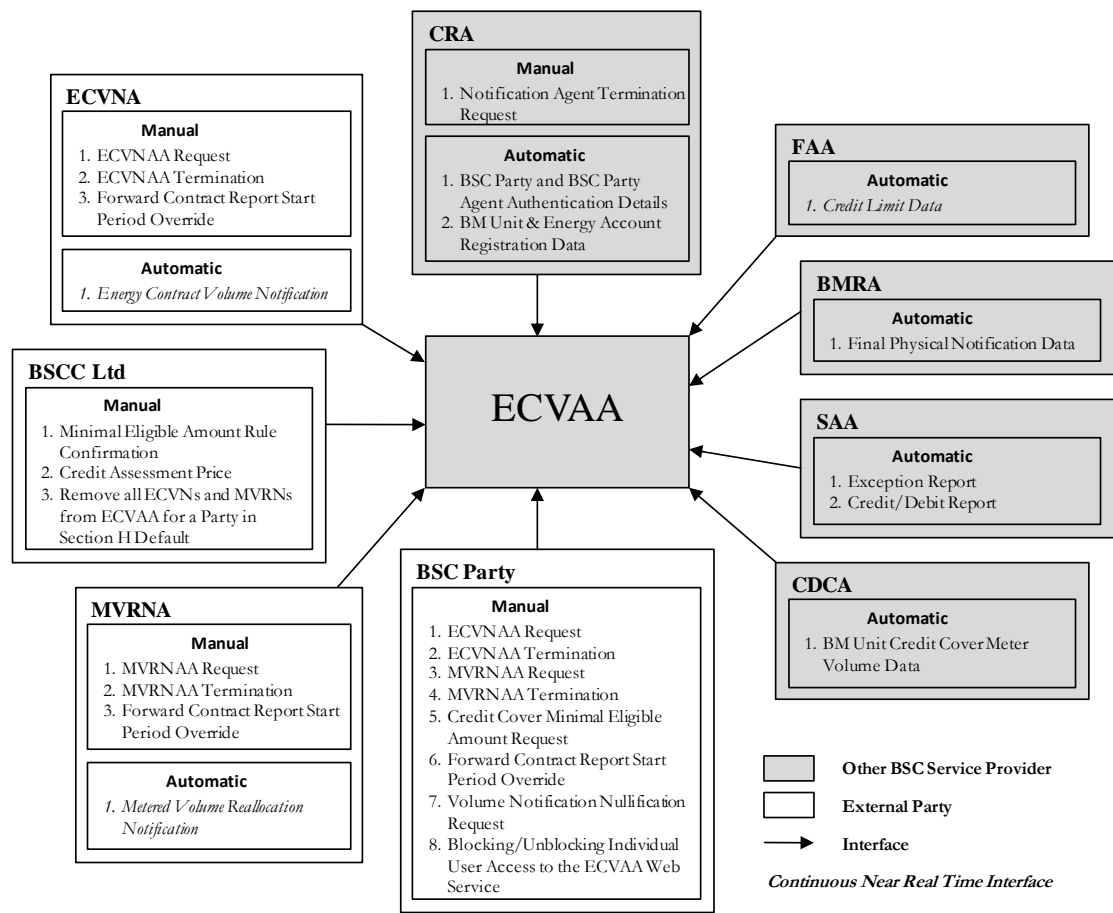 CRA
Manual
1. Notification Agent Termination
Request
Automatic
1. BSC Party and BSC Party
Agent Authentication Details
2. BM Unit & Energy Account
Registration Data
ECVNA
Manual
1. ECVNAA Request
2. ECVNAA Termination
3. Forward Contract Report Start
Period Override
Automatic
1. Energy Contract Volume Notification
FAA
Automatic
1. Credit Limit Data
BMRA
Automatic
1. Final Physical Notification Data
BSCC Ltd
Manual
1. Minimal Eligible Amount Rule
Confirmation
2. Credit Assessment Price
3. Remove all ECVNs and MVRNs
from ECVAA for a Party in
Section H Default
ECVAA
SAA
Automatic
1. Exception Report
2. Credit/Debit Report
MVRNA
Manual
1. MVRNAA Request
2. MVRNAA Termination
3. Forward Contract Report Start
Period Override
Automatic
1. Metered Volume Reallocation
Notification
BSC Party
Manual
1. ECVNAA Request
2. ECVNAA Termination
3. MVRNAA Request
4. MVRNAA Termination
5. Credit Cover Minimal Eligible
Amount Request
6. Forward Contract Report Start
Period Override
7. Volume Notification Nullification
Request
8. Blocking/Unblocking Individual
User Access to the ECVAA Web
Service
CDCA
Automatic
1. BM Unit Credit Cover Meter
Volume Data
Other BSC Service Provider
External Party
Interface
Continuous Near Real Time Interface